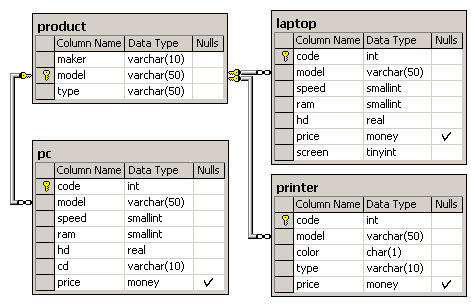 product
Column Name Data Type Nulls
maker varchar(10)
model varchar(50)
type varchar(50)
pc
Column Name Data Type Nulls
code int
model varchar(50)
speed smallint
ram smallint
hd real
cd varchar(10)
price money
laptop
Column Name Data Type Nulls
code int
model varchar(50)
speed smallint
ram smallint
hd real
price money
screen tinyint
printer
Column Name Data Type Nulls
code int
model varchar(50)
color char(1)
type varchar(10)
price money